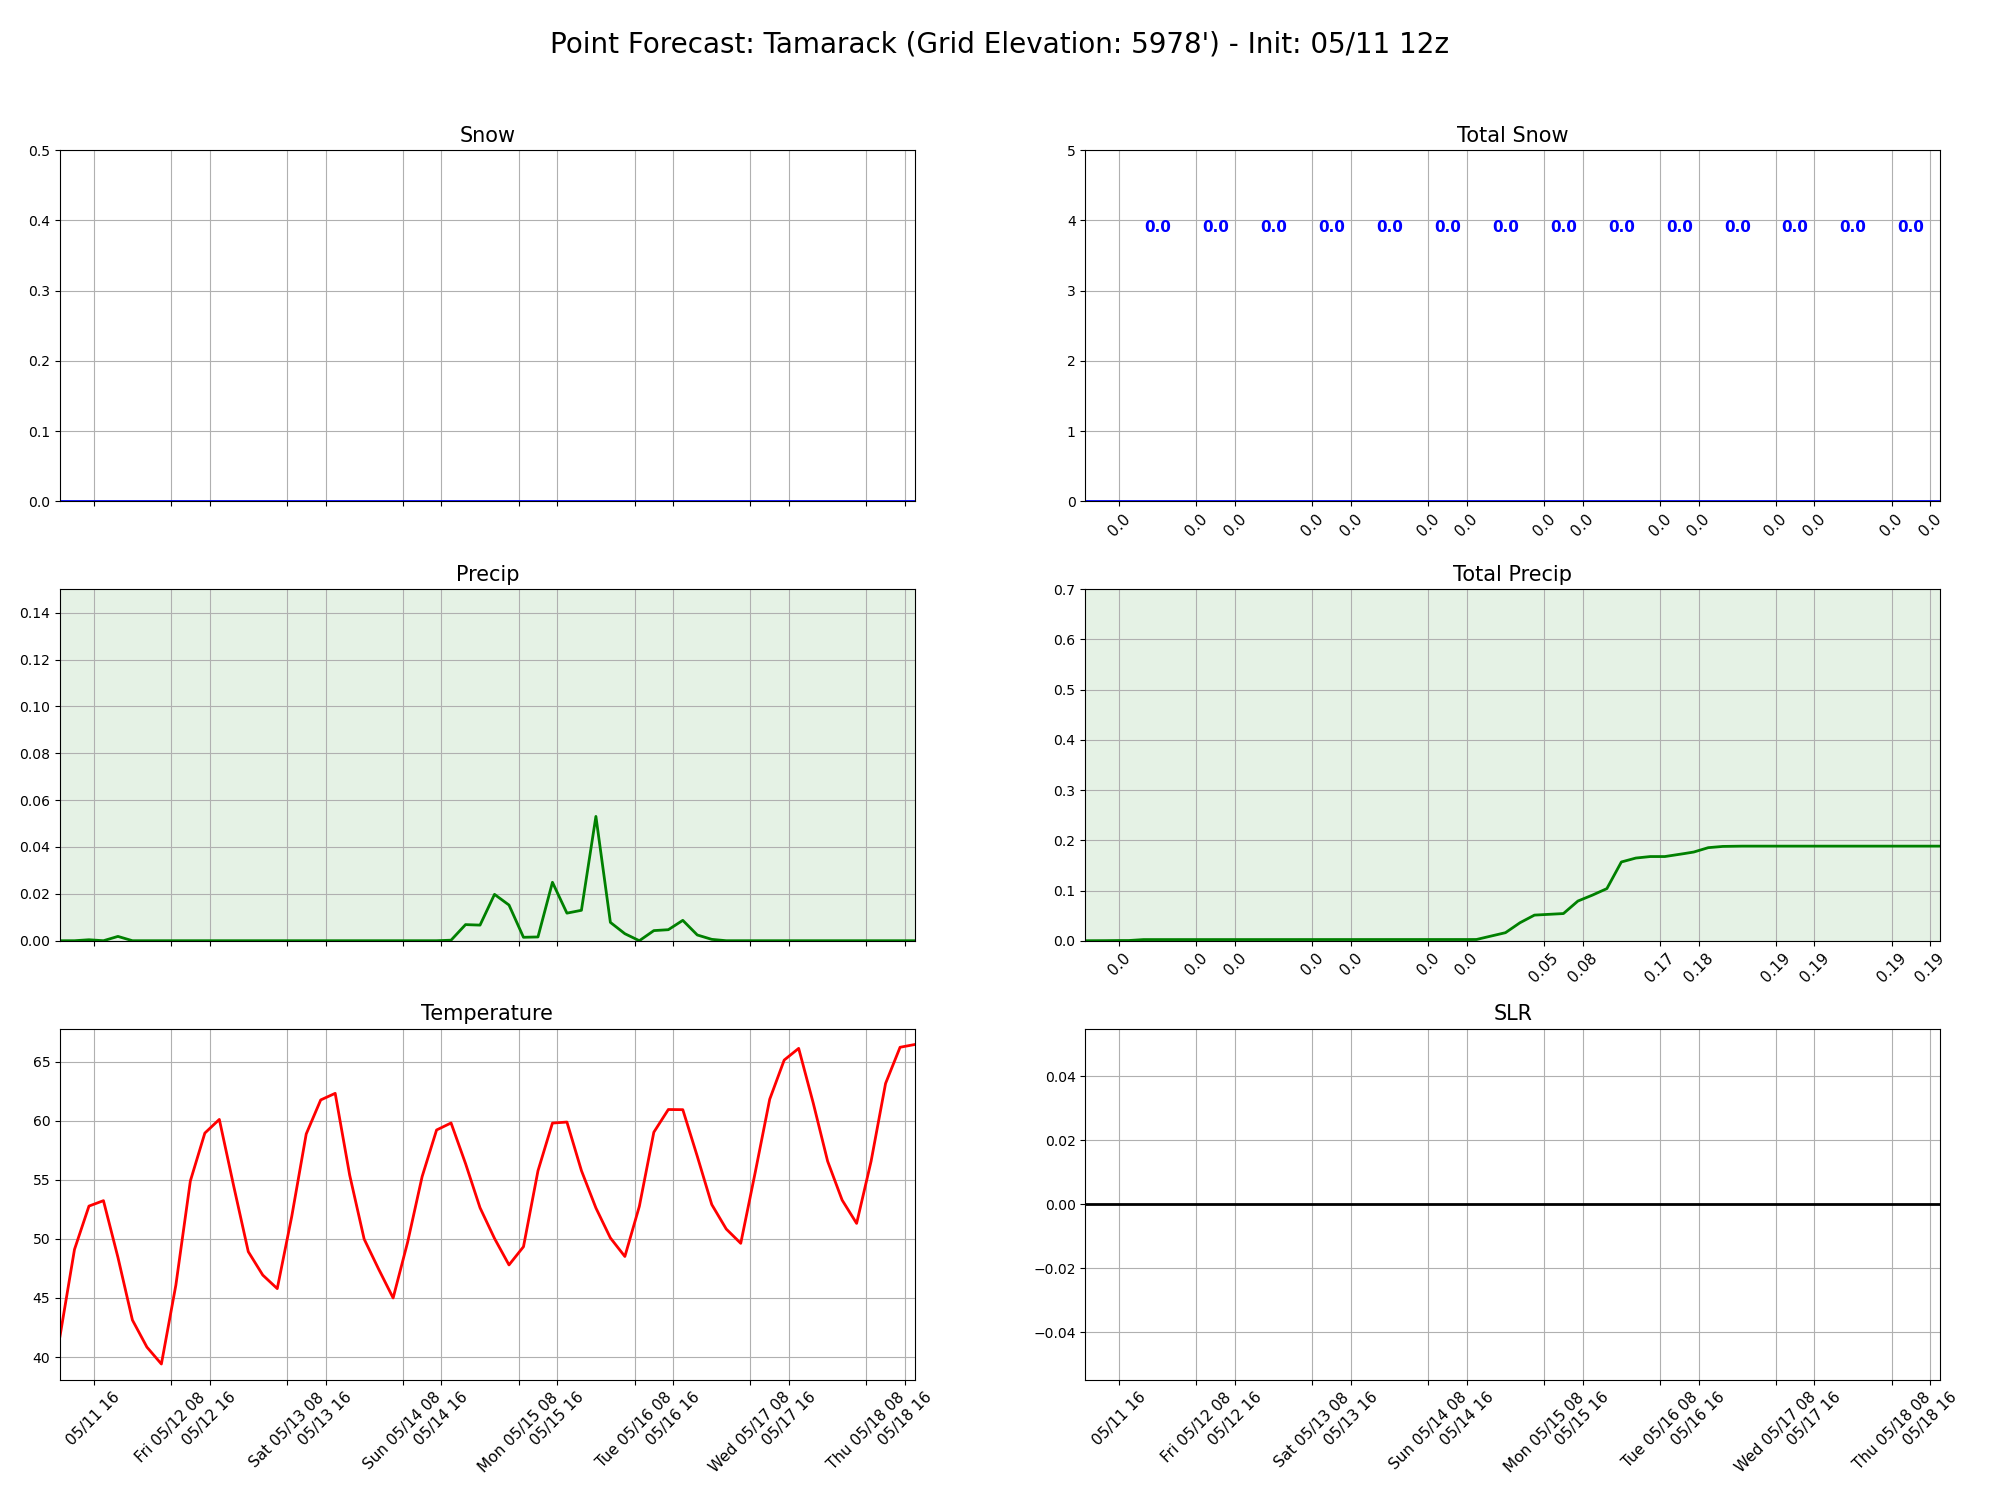 Point Forecast: Tamarack (Grid Elevation: 5978') - Init: 05/11 12z
Snow
0.5
0.4
0.3
0.2
0.1
0.0
Total Snow
5
4
3
2
1
0
0.0 0.0 0.0 0.0 0.0 0.0 0.0 0.0 0.0 0.0 0.0 0.0 0.0 0.0
0.0 0.0 0.0 0.0 0.0 0.0 0.0 0.0 0.0 0.0 0.0 0.0 0.0 0.0 0.0
Precip
0.14
0.12
0.10
0.08
0.06
0.04
0.02
0.00
Total Precip
0.7
0.6
0.5
0.4
0.3
0.2
0.1
0.0
0.0 0.0 0.0 0.0 0.0 0.0 0.0 0.05 0.08 0.17 0.18 0.19 0.19 0.19 0.19
Temperature
65
60
55
50
45
40
05/11 16
Fri 05/12 08
05/12 16
Sat 05/13 08
05/13 16
Sun 05/14 08
05/14 16
Mon 05/15 08
05/15 16
Tue 05/16 08
05/16 16
Wed 05/17 08
05/17 16
Thu 05/18 08
05/18 16
SLR
0.04
0.02
0.00
−0.02
−0.04
05/11 16
Fri 05/12 08
05/12 16
Sat 05/13 08
05/13 16
Sun 05/14 08
05/14 16
Mon 05/15 08
05/15 16
Tue 05/16 08
05/16 16
Wed 05/17 08
05/17 16
Thu 05/18 08
05/18 16